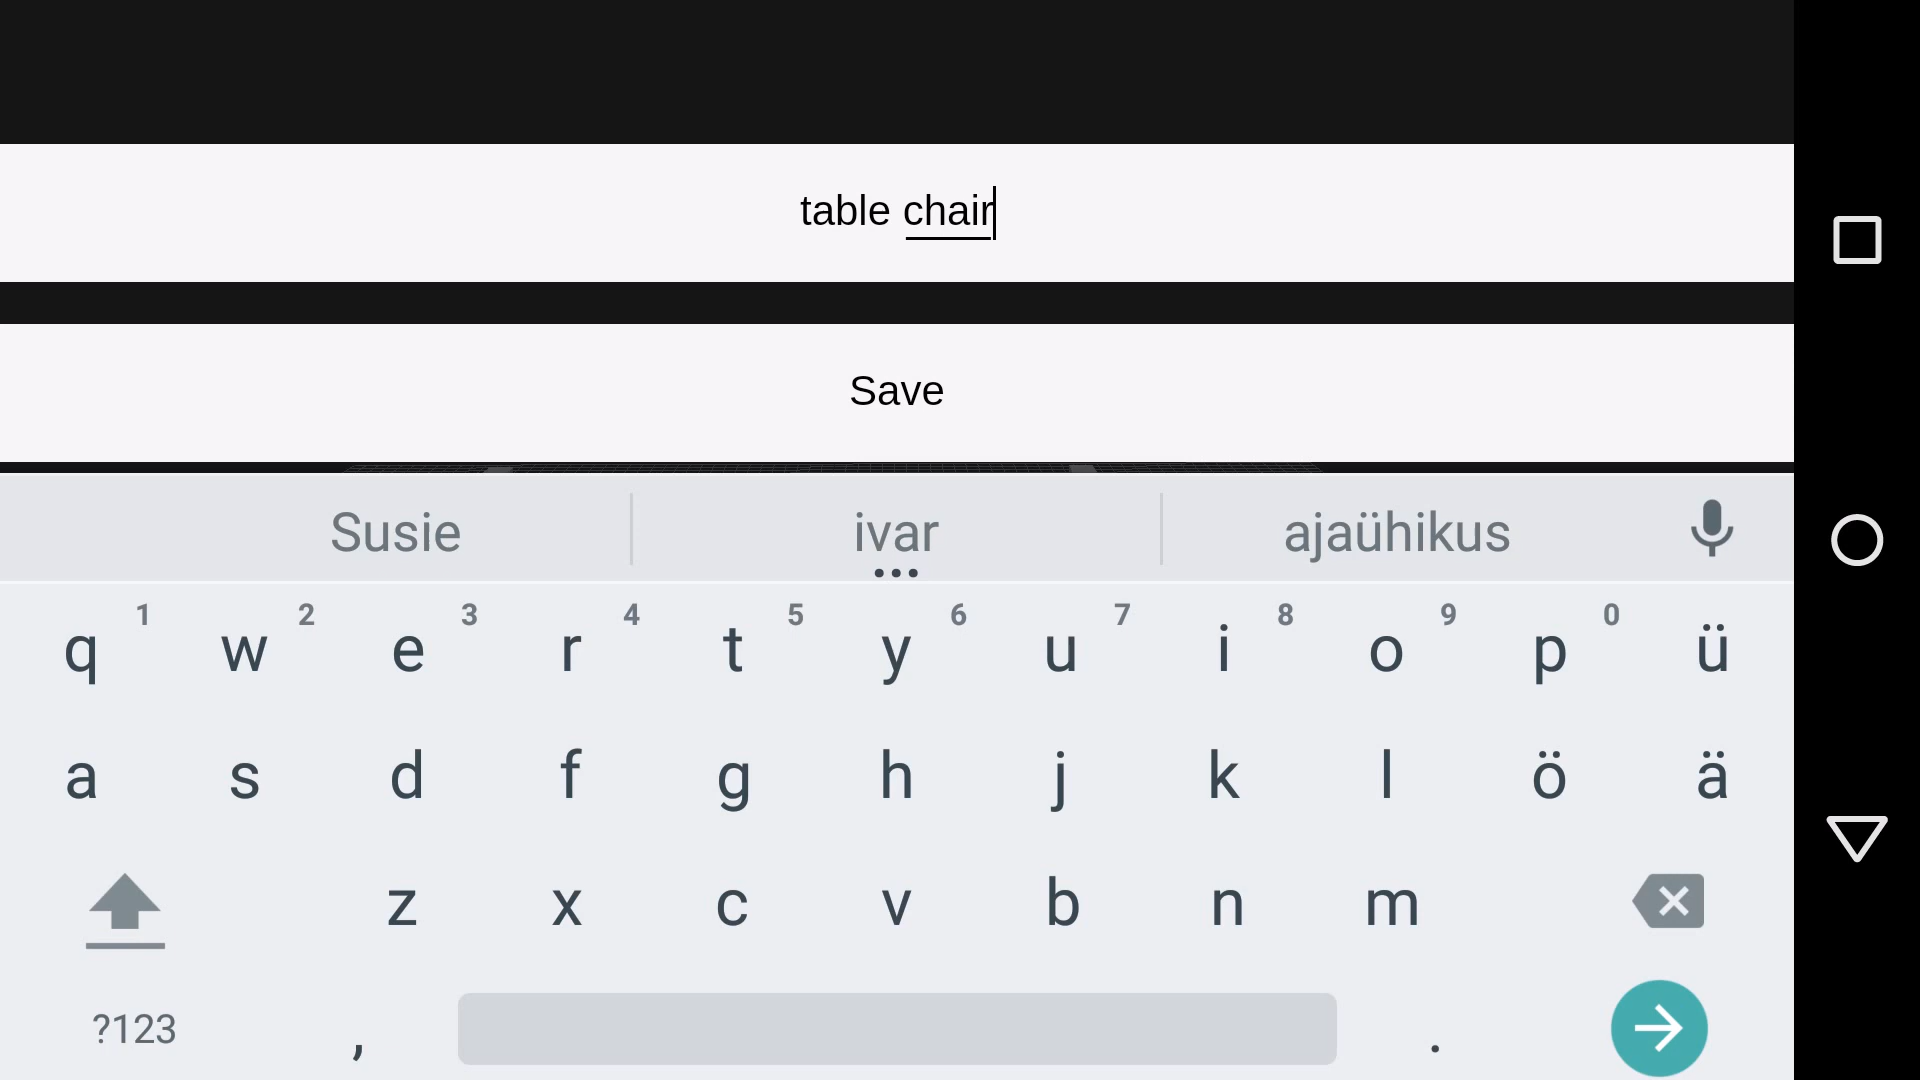 table chair
Save
Susie ivar ajaühikus
1 2 3 4 5 6 7 8 9 0
q w e r t y u i o p ü
a s d f g h j k l ö ä
z x c v b n m
?123 , .